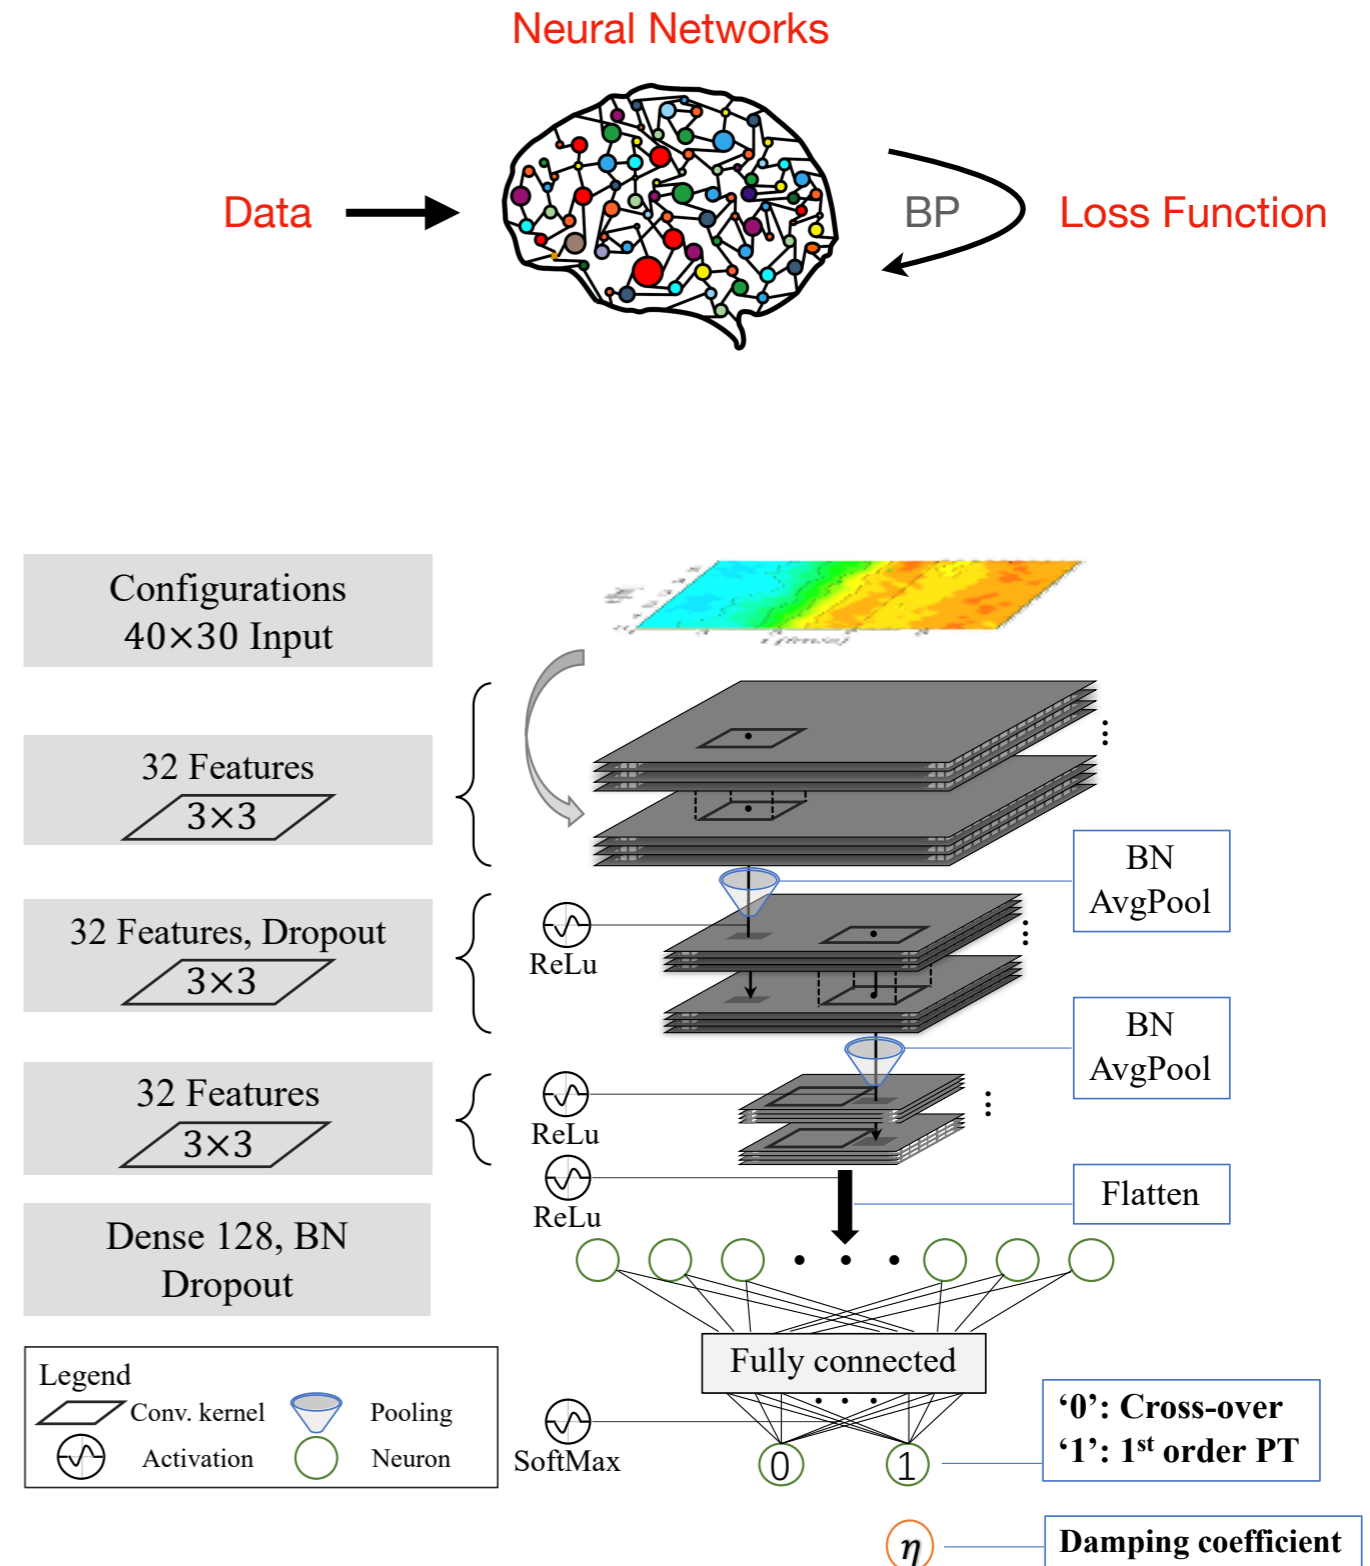 Neural Networks
Data
BP
Loss Function
Configurations
40×30 Input
32 Features
3×3
BN
AvgPool
32 Features, Dropout
3×3
ReLu
BN
AvgPool
32 Features
3×3
ReLu
ReLu
Flatten
Dense 128, BN
Dropout
Fully connected
Legend
Conv. kernel
Pooling
Activation
Neuron
SoftMax
0
1
‘0’: Cross-over
‘1’: 1st order PT
η
Damping coefficient